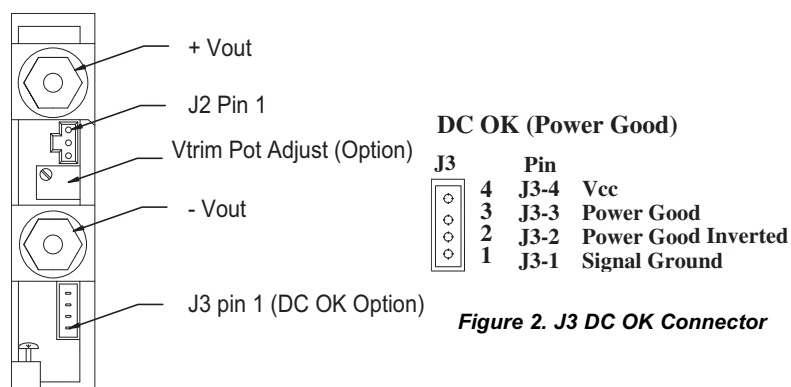 + Vout
J2 Pin 1
Vtrim Pot Adjust (Option)
- Vout
J3 pin 1 (DC OK Option)
DC OK (Power Good)
J3 Pin
4 J3-4 Vcc
3 J3-3 Power Good
2 J3-2 Power Good Inverted
1 J3-1 Signal Ground
Figure 2. J3 DC OK Connector